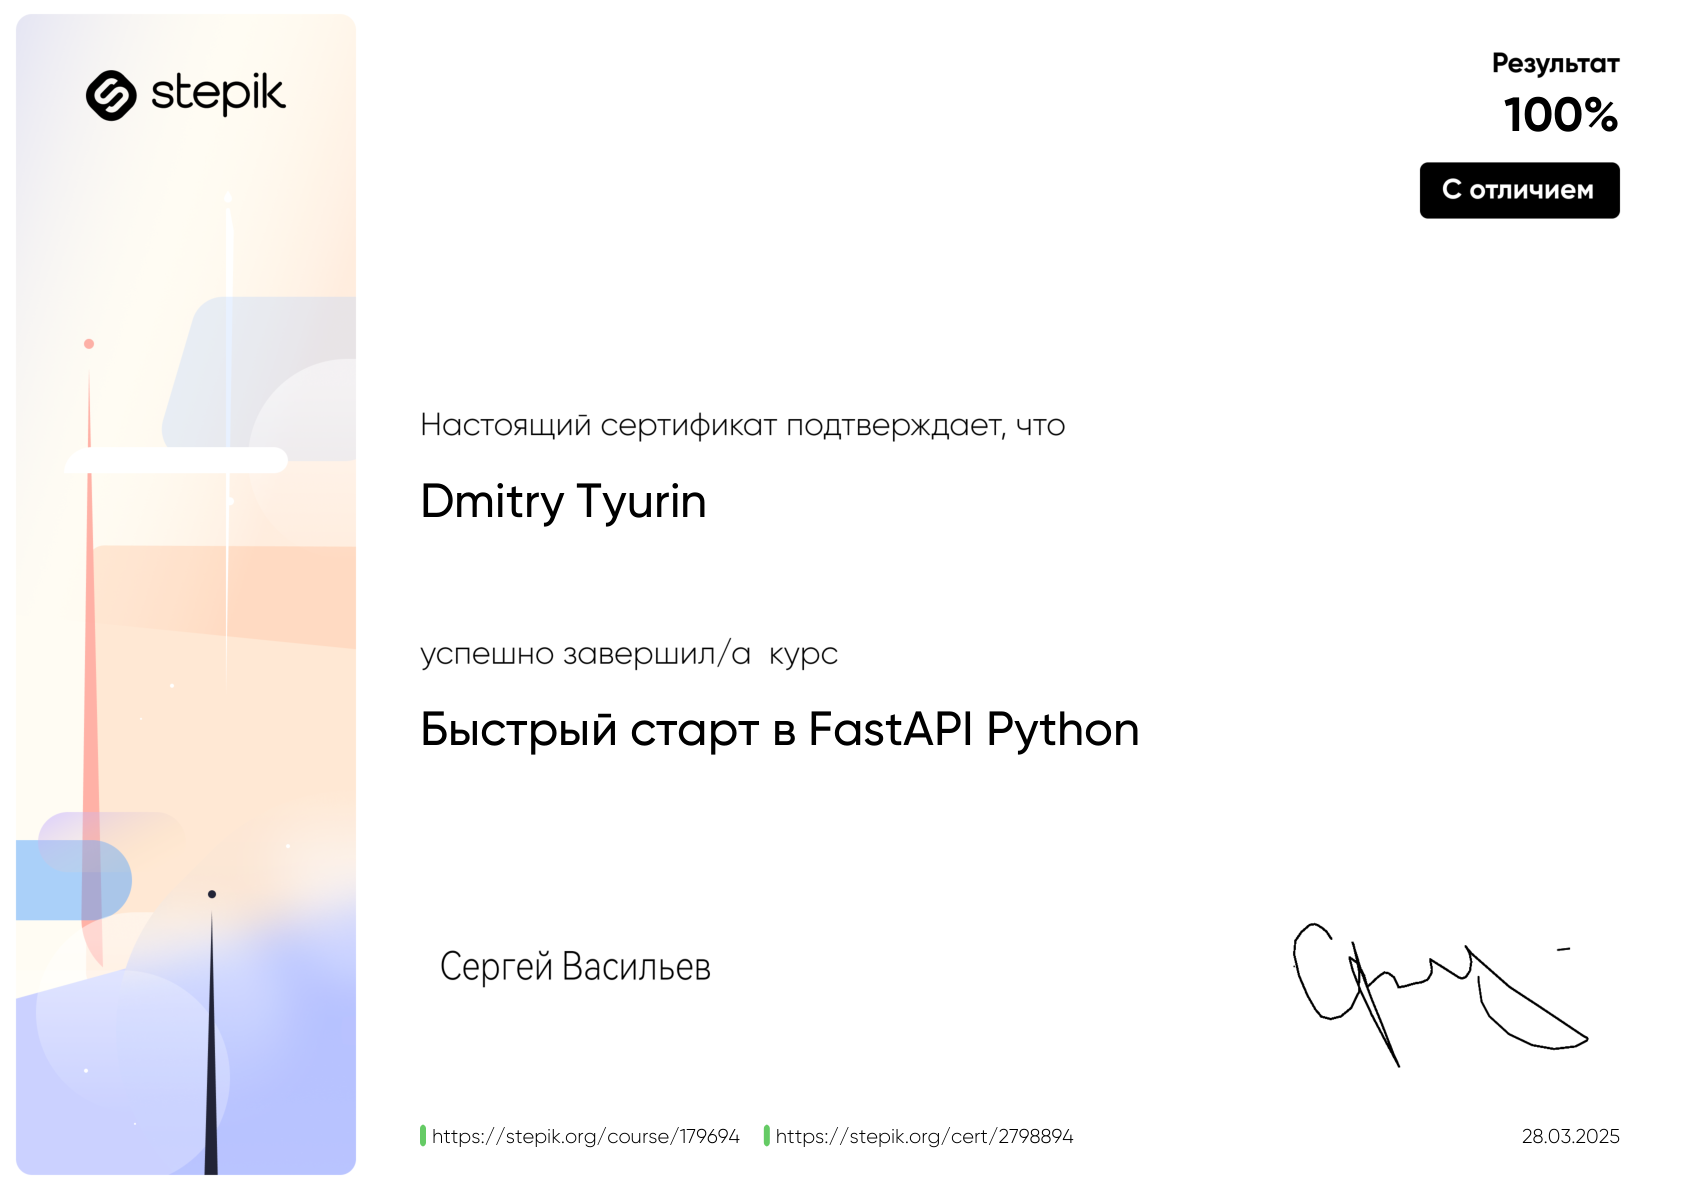 stepik
Результат
100%
С отличием
Настоящий сертификат подтверждает, что
Dmitry Tyurin
успешно завершил/а  курс
Быстрый старт в FastAPI Python
Сергей Васильев
https://stepik.org/course/179694 https://stepik.org/cert/2798894 28.03.2025